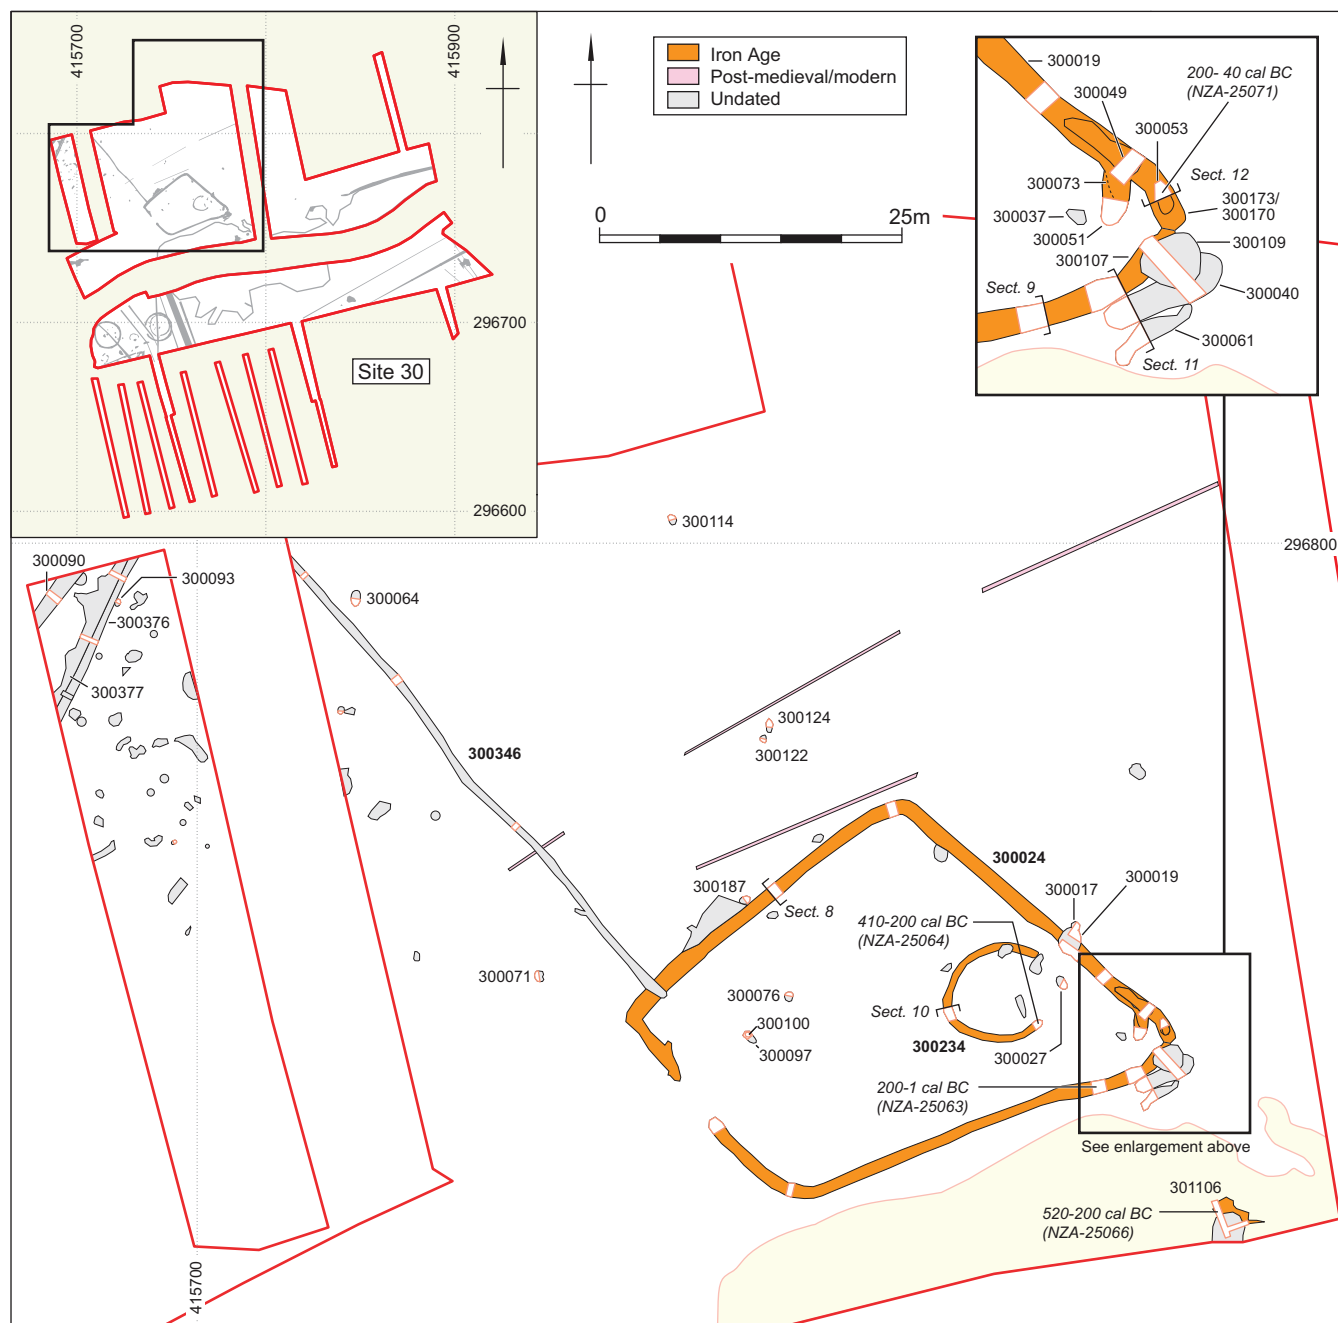 415700
415900
296700
296600
Site 30
Iron Age
Post-medieval/modern
Undated
0
25m
300019
200- 40 cal BC
(NZA-25071)
300049
300053
Sect. 12
300073
300173/
300170
300037
300051
300109
300107
Sect. 9
300040
300061
Sect. 11
300114
296800
300090
300093
300376
300377
300064
300346
300124
300122
300024
300187
Sect. 8
300017
300019
410-200 cal BC
(NZA-25064)
300071
300076
300100
300097
Sect. 10
300234
300027
200-1 cal BC
(NZA-25063)
See enlargement above
301106
520-200 cal BC
(NZA-25066)
415700